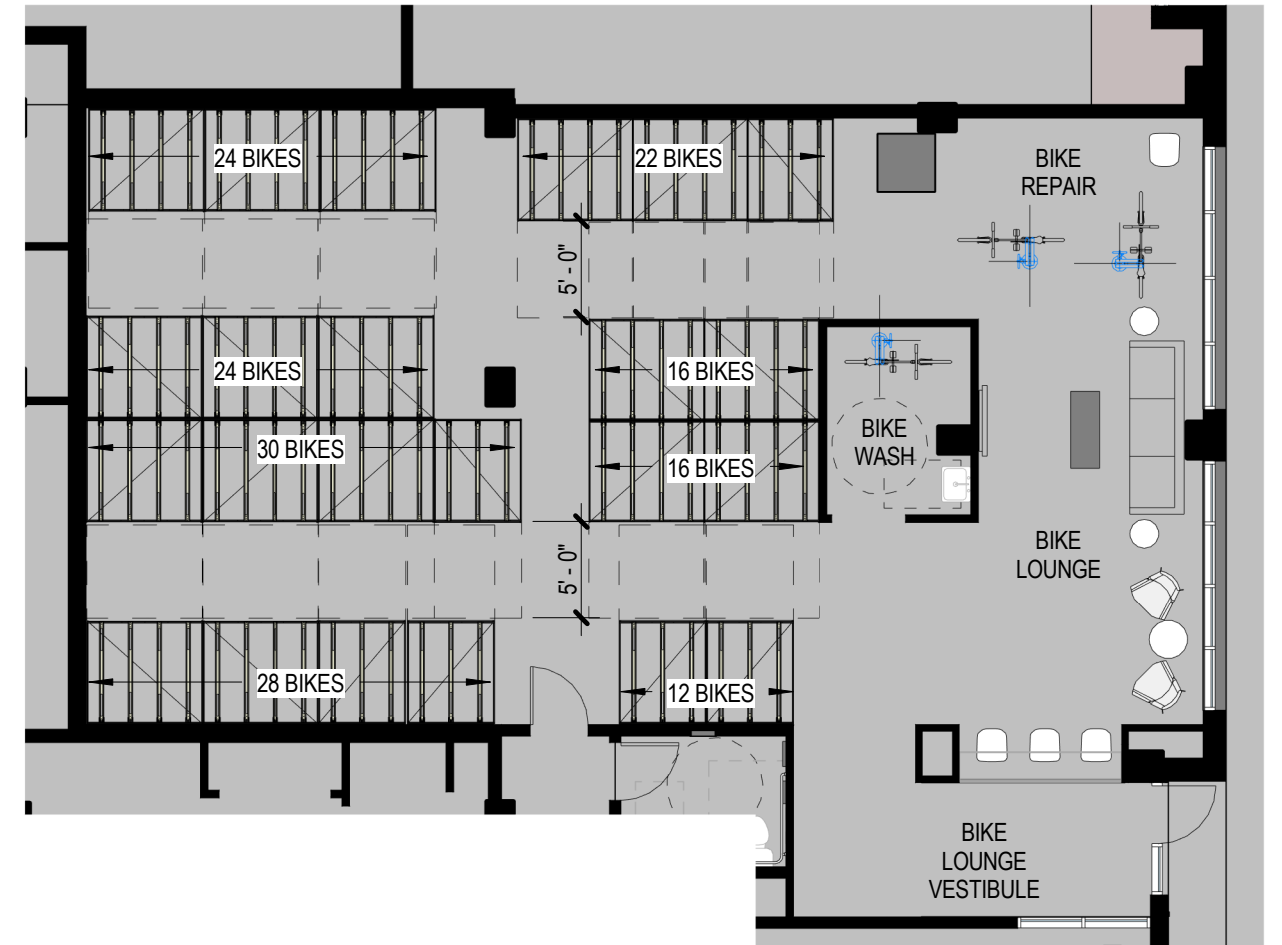 24 BIKES
22 BIKES
BIKE
REPAIR
5' - 0"
24 BIKES
16 BIKES
30 BIKES
16 BIKES
BIKE
WASH
BIKE
LOUNGE
5' - 0"
28 BIKES
12 BIKES
BIKE
LOUNGE
VESTIBULE